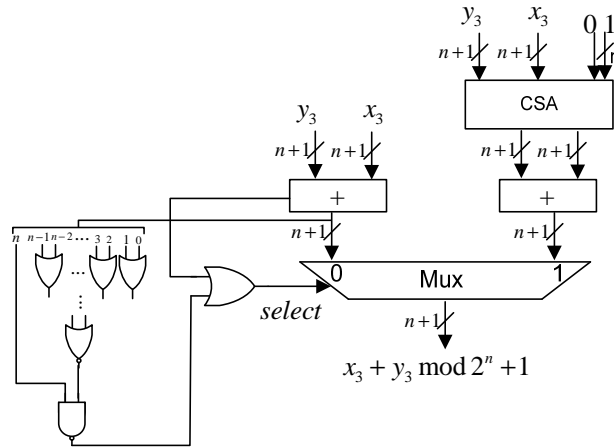 y₃ x₃ 0 1
n+1 n+1 n
CSA
y₃ x₃
n+1 n+1 n+1 n+1
+ +
n n−1 n−2 ... 3 2 1 0
n+1 n+1
0 Mux 1
...
select
n+1
x₃ + y₃ mod 2ⁿ + 1